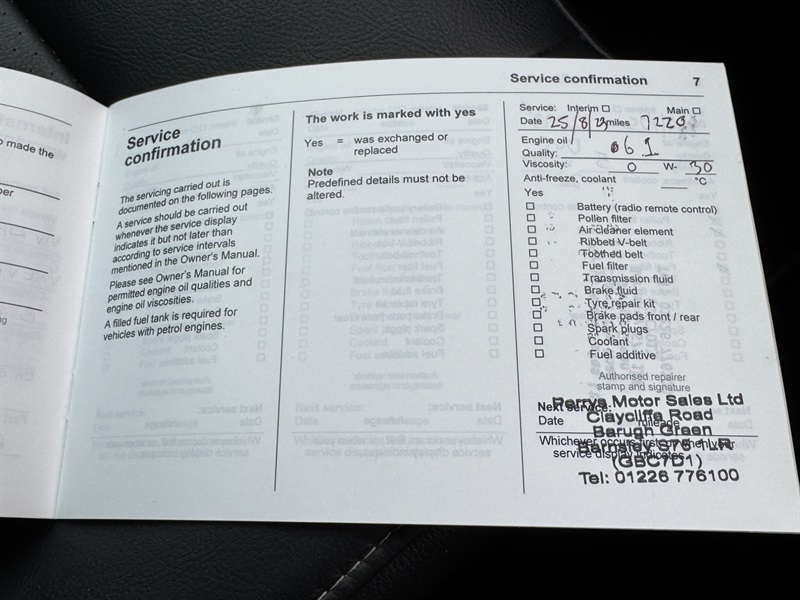 o made the
per
ng
Service
confirmation
The servicing carried out is
documented on the following pages.
A service should be carried out
whenever the service display
indicates it but not later than
according to service intervals
mentioned in the Owner's Manual.
Please see Owner's Manual for
permitted engine oil qualities and
engine oil viscosities.
A filled fuel tank is required for
vehicles with petrol engines.
The work is marked with yes
Yes = was exchanged or
replaced
Note
Predefined details must not be
altered.
Service confirmation 7
Service: Interim Main
Date 25/8/23 miles
Engine oil
Quality:
Viscosity: 0 W- 30
Anti-freeze, coolant °C
Yes
Battery (radio remote control)
Pollen filter
Air cleaner element
Ribbed V-belt
Toothed belt
Fuel filter
Transmission fluid
Brake fluid
Tyre repair kit
Brake pads front / rear
Spark plugs
Coolant
Fuel additive
Authorised repairer
stamp and signature
Perrys Motor Sales Ltd
Next service:
Claycliffe Road
Date mileage
Barugh Green
Whichever occurs first or when your
Barnsley S75 1LR
service display indicates
(GBC7D1)
Tel: 01226 776100